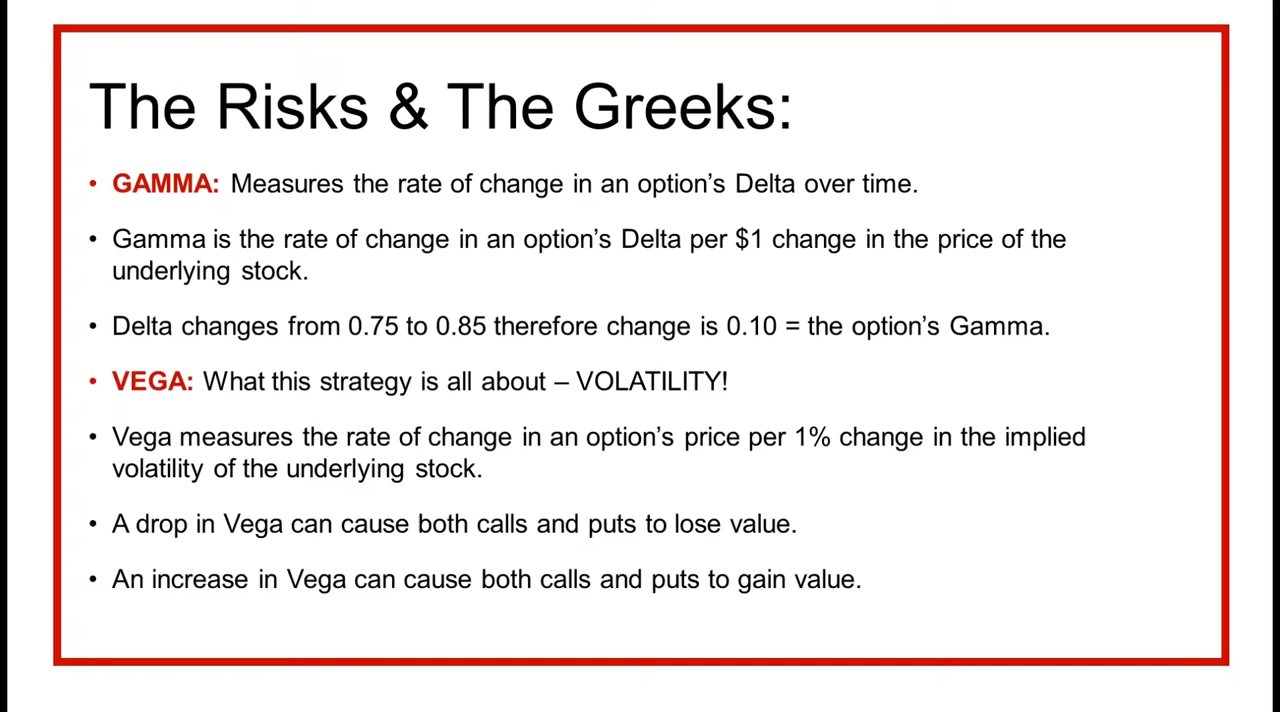 The Risks & The Greeks:
• GAMMA: Measures the rate of change in an option’s Delta over time.
• Gamma is the rate of change in an option’s Delta per $1 change in the price of the
underlying stock.
• Delta changes from 0.75 to 0.85 therefore change is 0.10 = the option’s Gamma.
• VEGA: What this strategy is all about – VOLATILITY!
• Vega measures the rate of change in an option’s price per 1% change in the implied
volatility of the underlying stock.
• A drop in Vega can cause both calls and puts to lose value.
• An increase in Vega can cause both calls and puts to gain value.